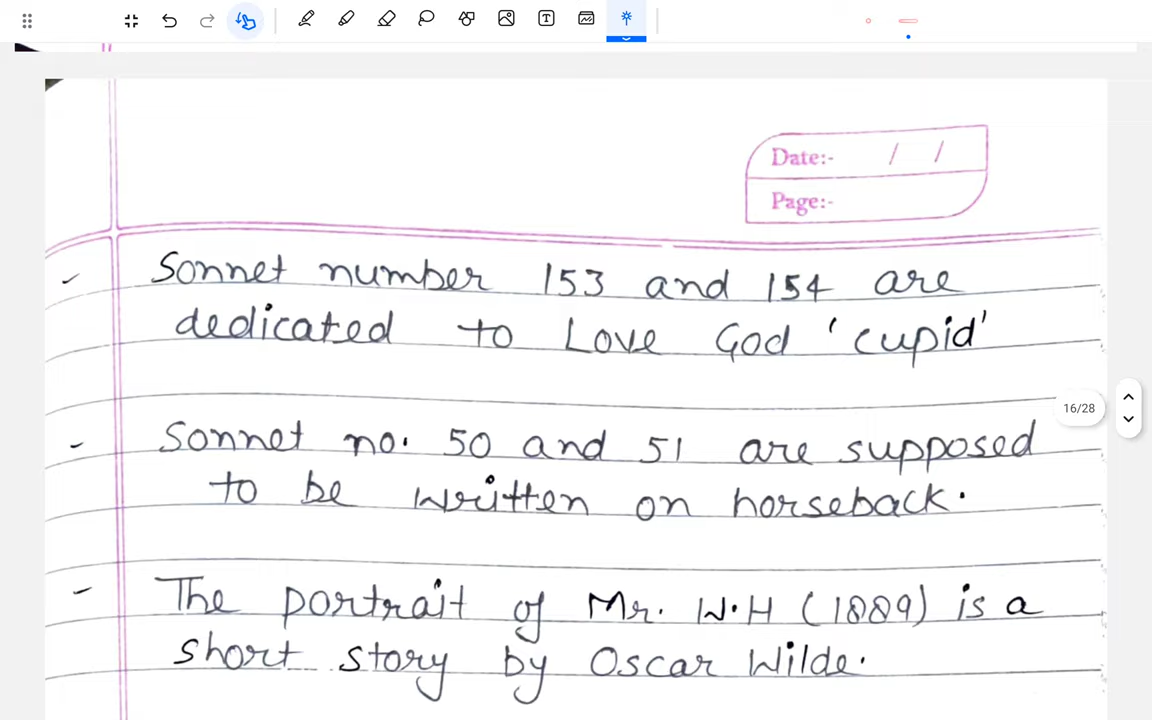 Date:- / /
Page:-
- Sonnet number 153 and 154 are
dedicated to Love God 'cupid'
- Sonnet no. 50 and 51 are supposed
to be written on horseback.
16/28
- The portrait of Mr. W.H (1889) is a
short story by Oscar Wilde.